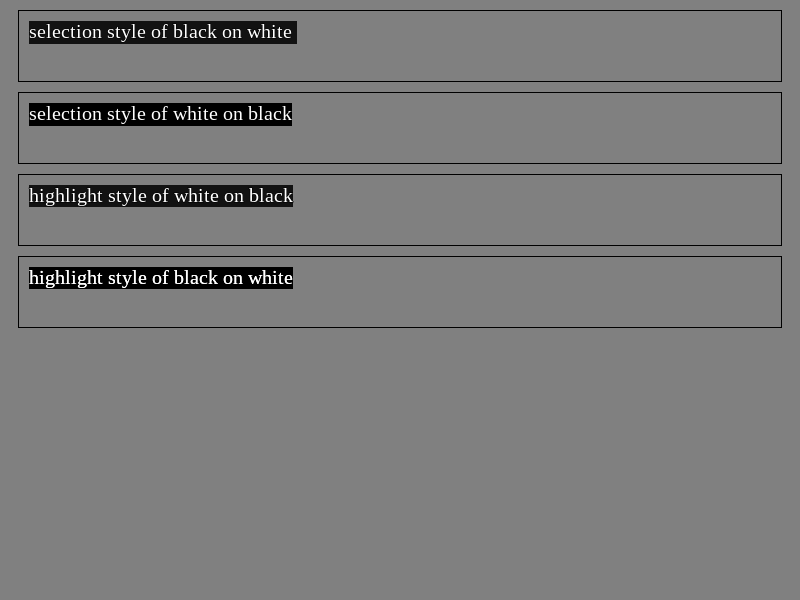 selection style of black on white
selection style of white on black
highlight style of white on black
highlight style of black on white